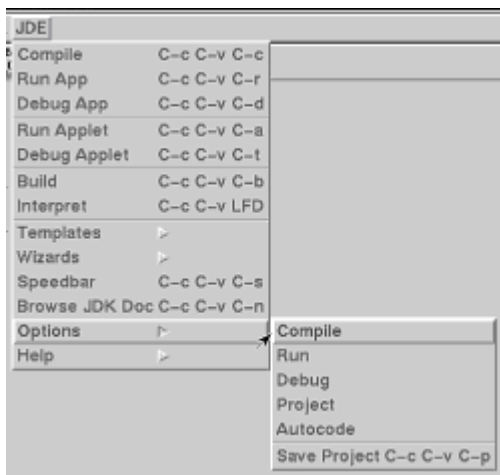 JDE
Compile C-c C-v C-c
Run App C-c C-v C-r
Debug App C-c C-v C-d
Run Applet C-c C-v C-a
Debug Applet C-c C-v C-t
Build C-c C-v C-b
Interpret C-c C-v LFD
Templates
Wizards
Speedbar C-c C-v C-s
Browse JDK Doc C-c C-v C-n
Options
Help
Compile
Run
Debug
Project
Autocode
Save Project C-c C-v C-p